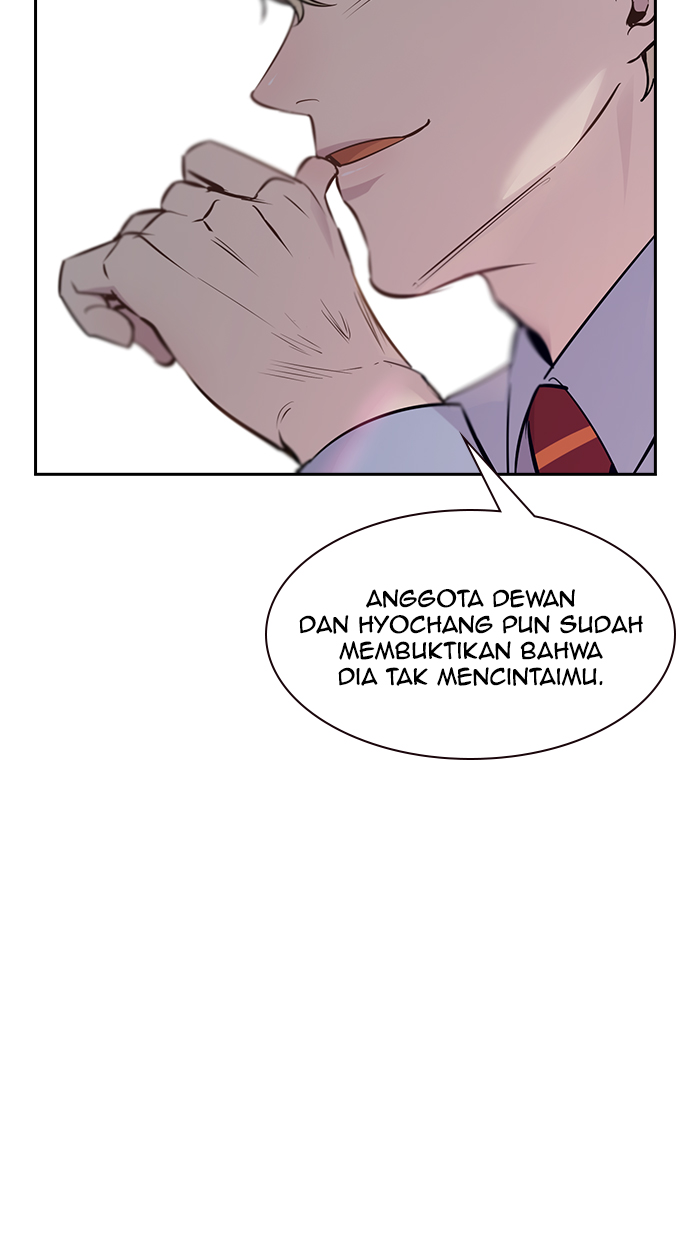 ANGGOTA DEWAN
DAN HYOCHANG PUN SUDAH
MEMBUKTIKAN BAHWA
DIA TAK MENCINTAIMU.